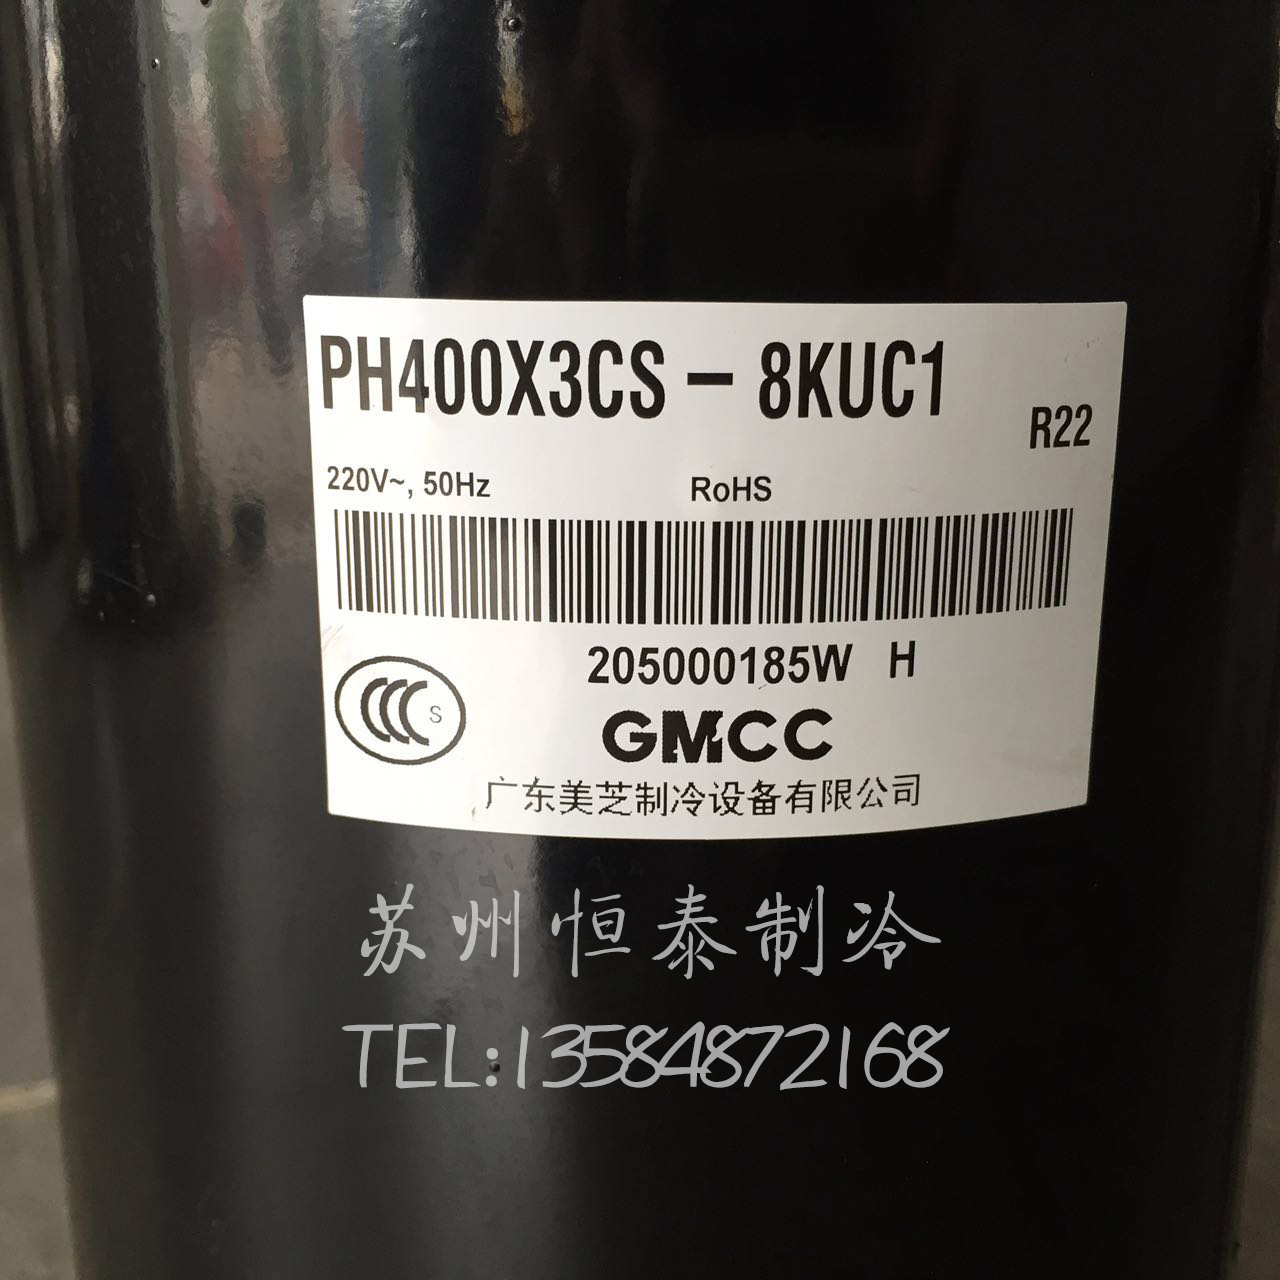 PH400X3CS – 8KUC1
R22
220V~, 50Hz RoHS
205000185W H
CCC S
GMCC
广东美芝制冷设备有限公司
苏州恒泰制冷
TEL:13584872168